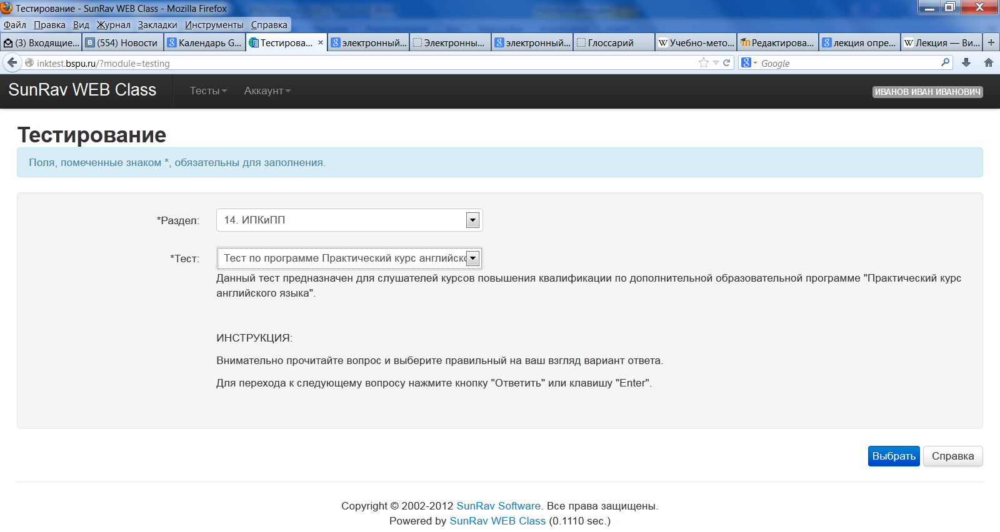 Тестирование - SunRav WEB Class - Mozilla Firefox
Файл Правка Вид Журнал Закладки Инструменты Справка
(3) Входящие... (554) Новости Календарь G... Тестирова... электронный... Электронны... электронный... Глоссарий Учебно-мето... Редактирова... лекция опре... Лекция — Ви...
inktest.bspu.ru/?module=testing Google
SunRav WEB Class Тесты Аккаунт ИВАНОВ ИВАН ИВАНОВИЧ
Тестирование
Поля, помеченные знаком *, обязательны для заполнения.
*Раздел: 14. ИПКиПП
*Тест: Тест по программе Практический курс английско
Данный тест предназначен для слушателей курсов повышения квалификации по дополнительной образовательной программе "Практический курс
английского языка".
ИНСТРУКЦИЯ:
Внимательно прочитайте вопрос и выберите правильный на ваш взгляд вариант ответа.
Для перехода к следующему вопросу нажмите кнопку "Ответить" или клавишу "Enter".
Выбрать Справка
Copyright © 2002-2012 SunRav Software. Все права защищены.
Powered by SunRav WEB Class (0.1110 sec.)